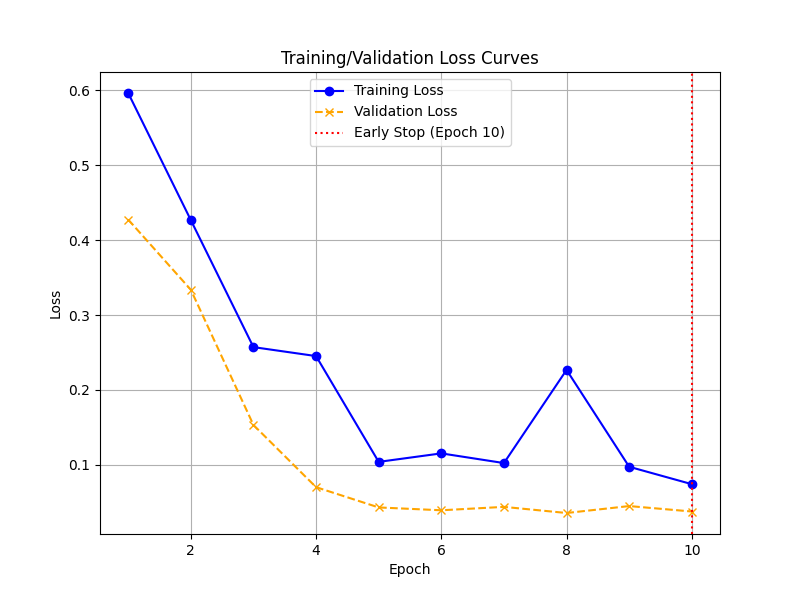 Training/Validation Loss Curves
Training Loss
Validation Loss
Early Stop (Epoch 10)
Loss
0.6
0.5
0.4
0.3
0.2
0.1
2 4 6 8 10
Epoch